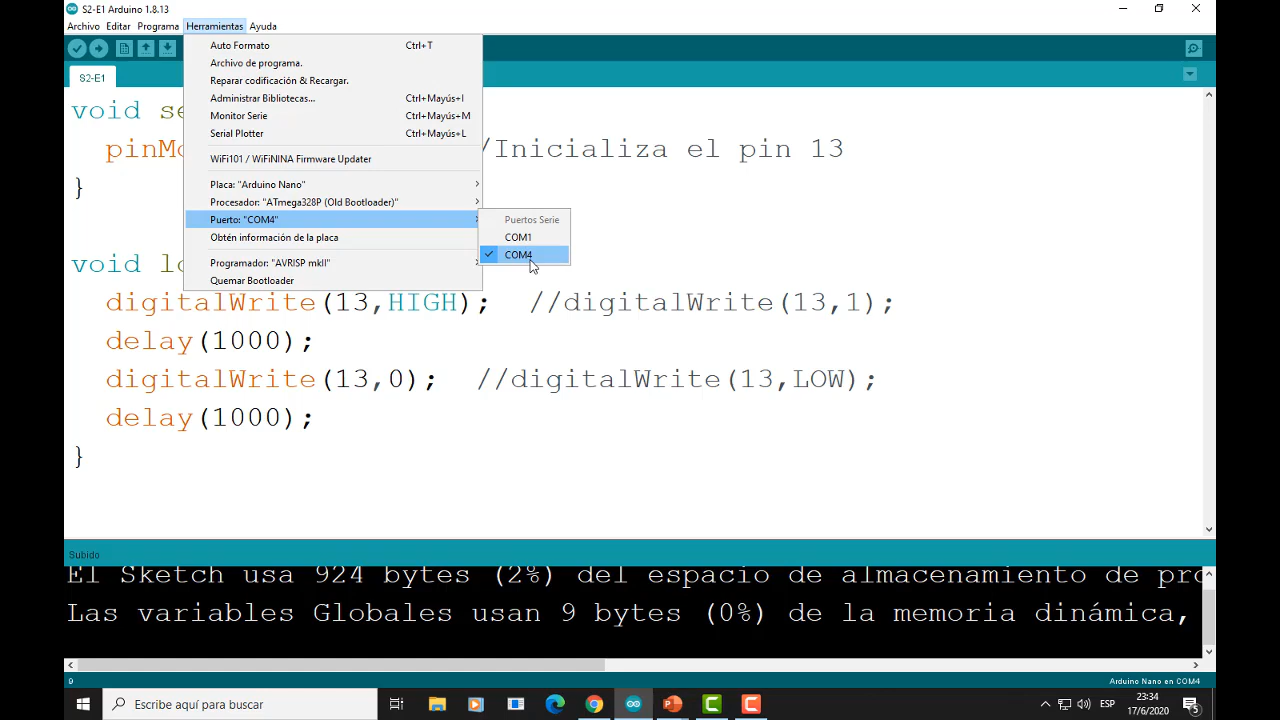 S2-E1 Arduino 1.8.13
Archivo Editar Programa Herramientas Ayuda
Auto Formato Ctrl+T
Archivo de programa.
Reparar codificación & Recargar.
Administrar Bibliotecas... Ctrl+Mayús+I
Monitor Serie Ctrl+Mayús+M
Serial Plotter Ctrl+Mayús+L
WiFi101 / WiFiNINA Firmware Updater
Placa: "Arduino Nano"
Procesador: "ATmega328P (Old Bootloader)"
Puerto: "COM4"
Obtén información de la placa
Programador: "AVRISP mkII"
Quemar Bootloader
Puertos Serie
COM1
COM4
S2-E1
void se
pinMo /Inicializa el pin 13
}
void lo
digitalWrite(13,HIGH); //digitalWrite(13,1);
delay(1000);
digitalWrite(13,0); //digitalWrite(13,LOW);
delay(1000);
}
Subido
El Sketch usa 924 bytes (2%) del espacio de almacenamiento de pro
Las variables Globales usan 9 bytes (0%) de la memoria dinámica,
9 Arduino Nano en COM4
Escribe aquí para buscar
ESP
23:34
17/6/2020
5